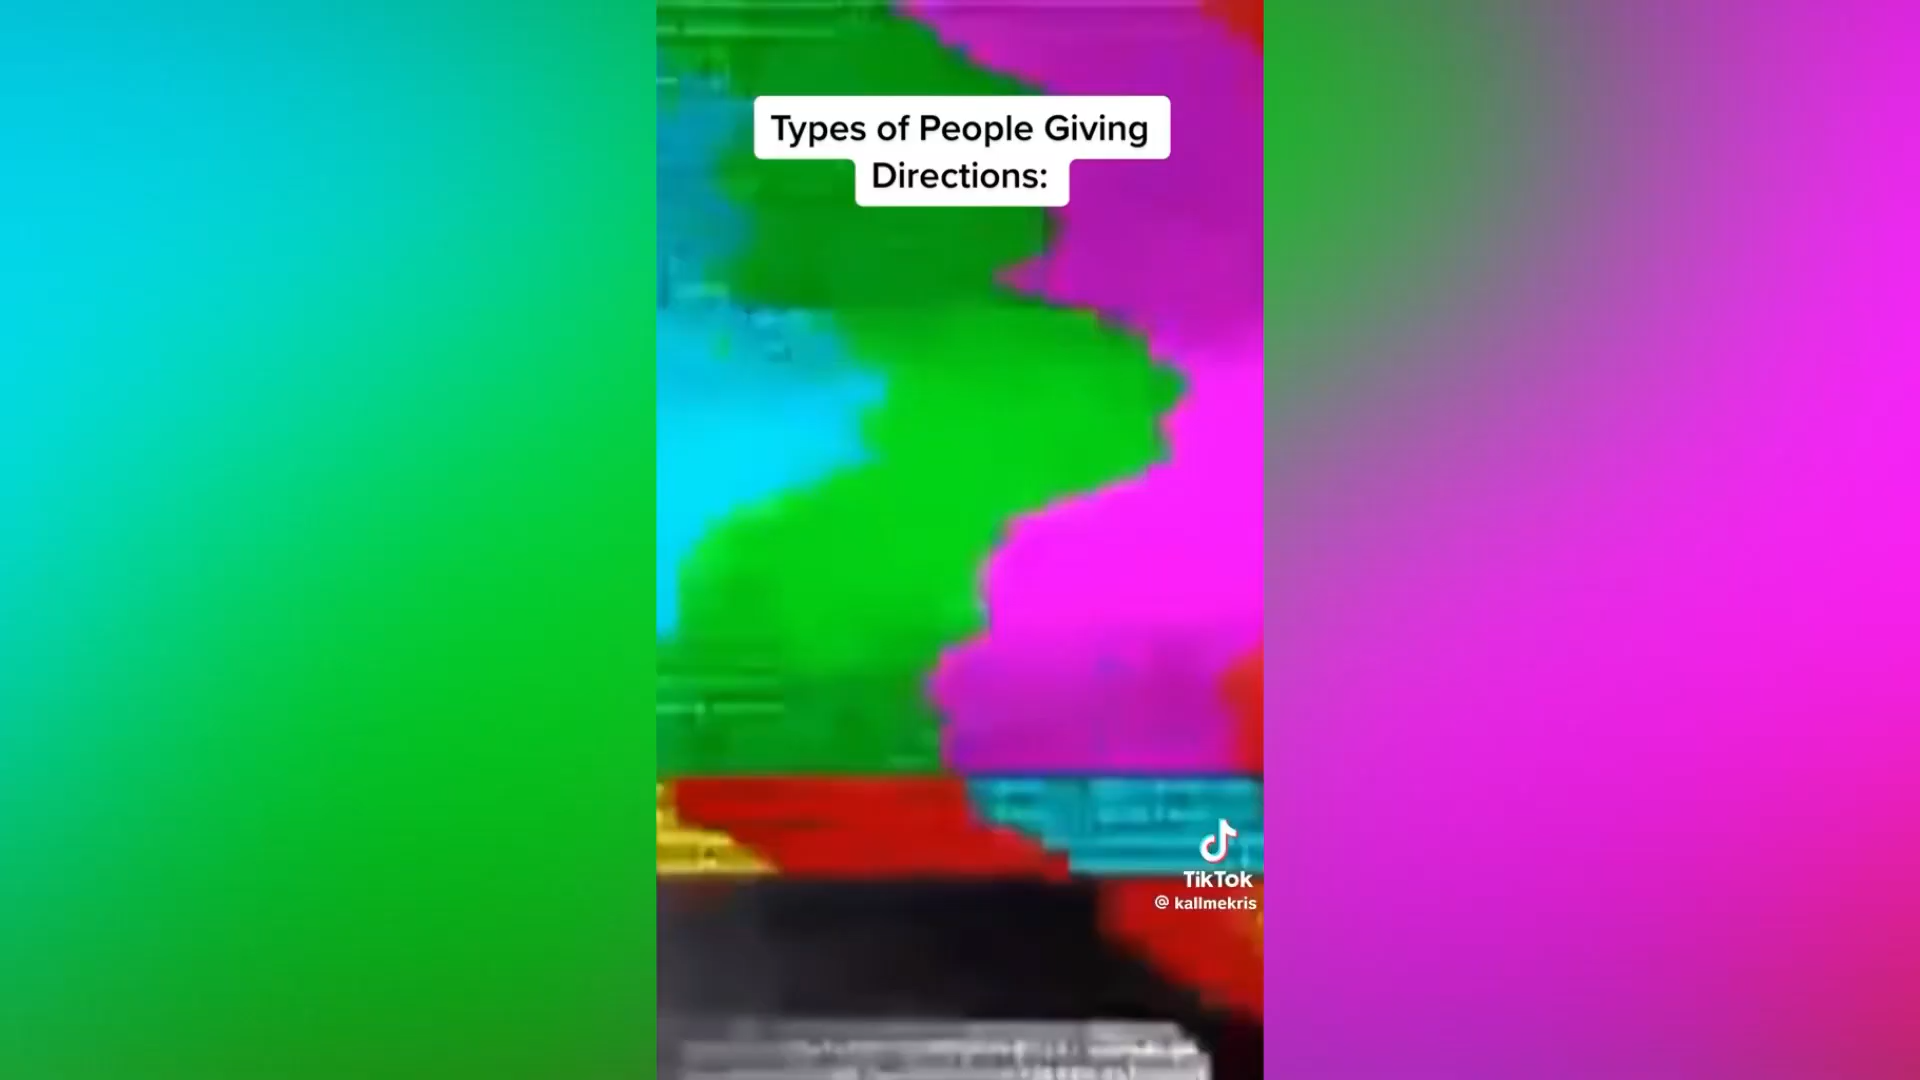 Types of People Giving
Directions:
TikTok
@ kallmekris